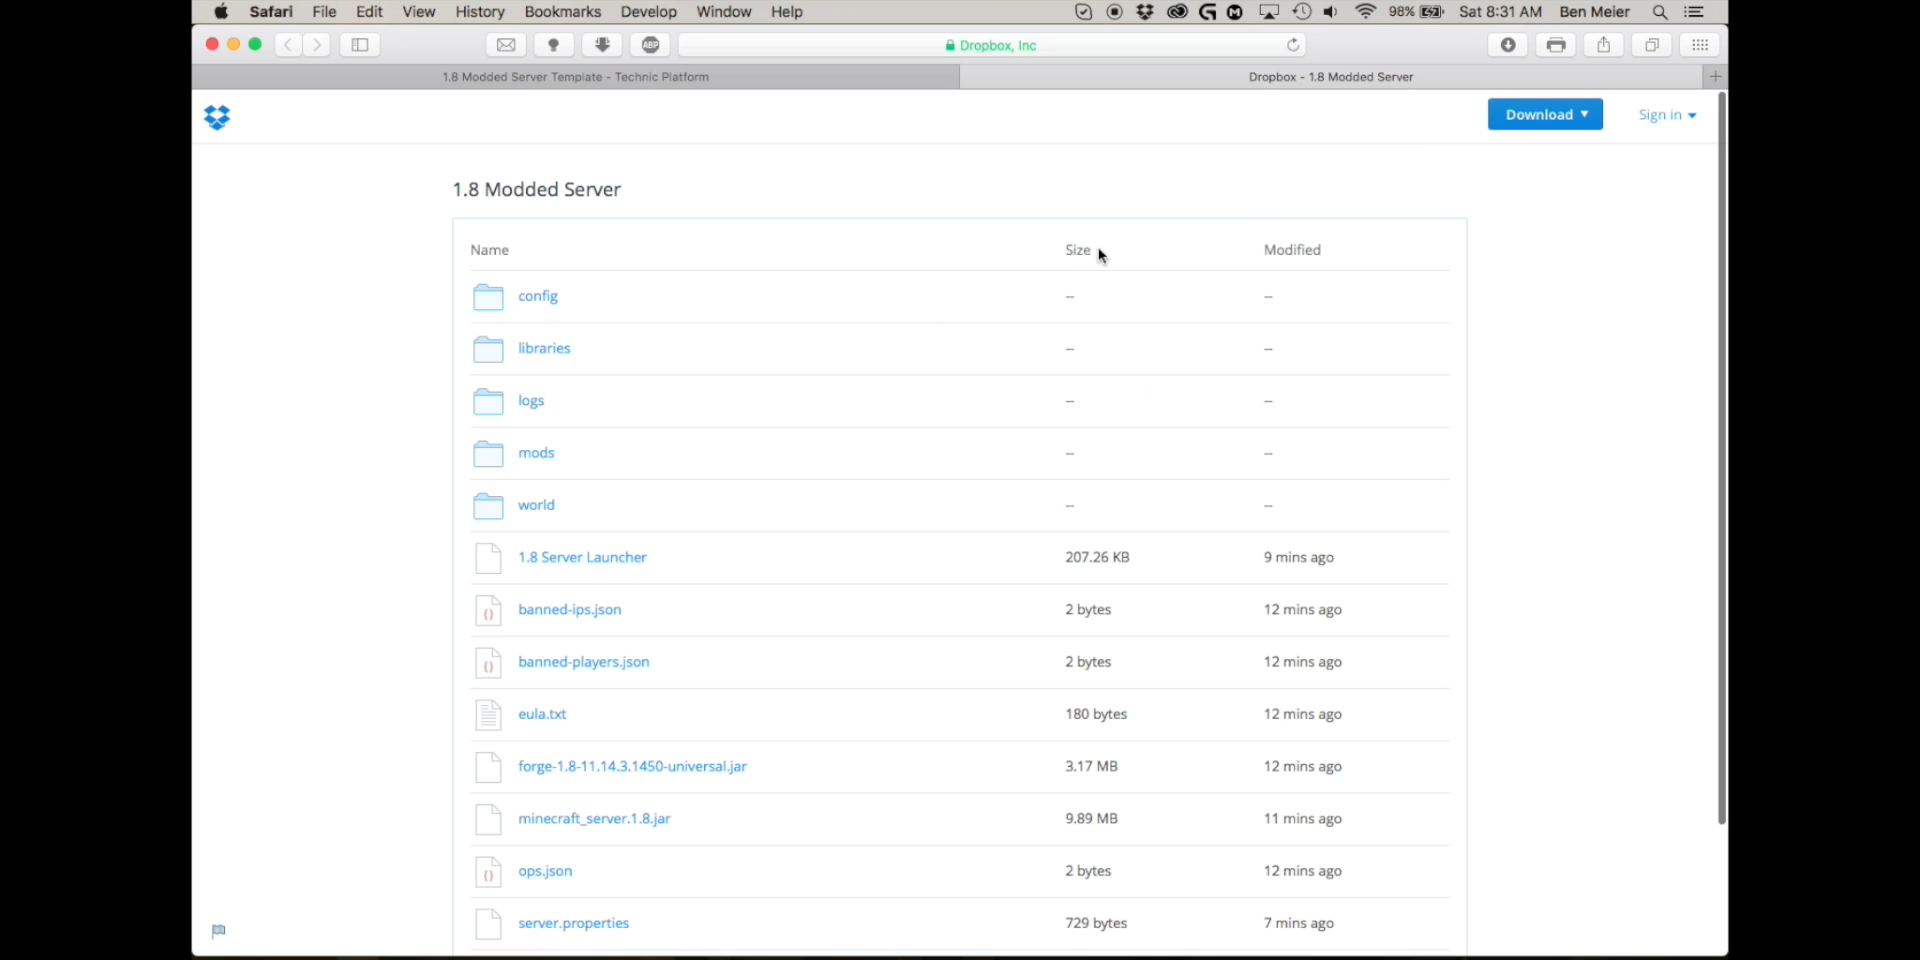 Safari File Edit View History Bookmarks Develop Window Help 98% Sat 8:31 AM Ben Meier
ABP Dropbox, Inc
1.8 Modded Server Template - Technic Platform Dropbox - 1.8 Modded Server
Download Sign in
1.8 Modded Server
Name Size Modified
config -- --
libraries -- --
logs -- --
mods -- --
world -- --
1.8 Server Launcher 207.26 KB 9 mins ago
banned-ips.json 2 bytes 12 mins ago
banned-players.json 2 bytes 12 mins ago
eula.txt 180 bytes 12 mins ago
forge-1.8-11.14.3.1450-universal.jar 3.17 MB 12 mins ago
minecraft_server.1.8.jar 9.89 MB 11 mins ago
ops.json 2 bytes 12 mins ago
server.properties 729 bytes 7 mins ago